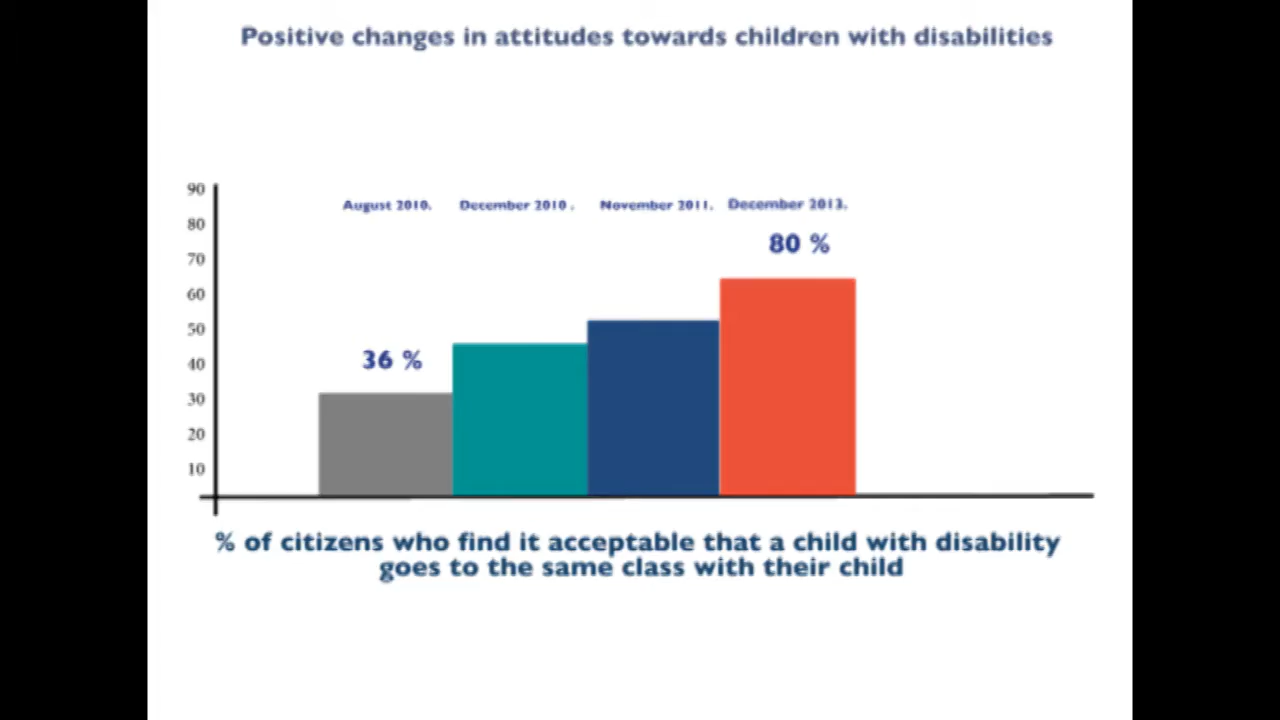 Positive changes in attitudes towards children with disabilities
90
August 2010. December 2010. November 2011. December 2013.
80
80 %
70
60
50
36 %
40
30
20
10
% of citizens who find it acceptable that a child with disability
goes to the same class with their child